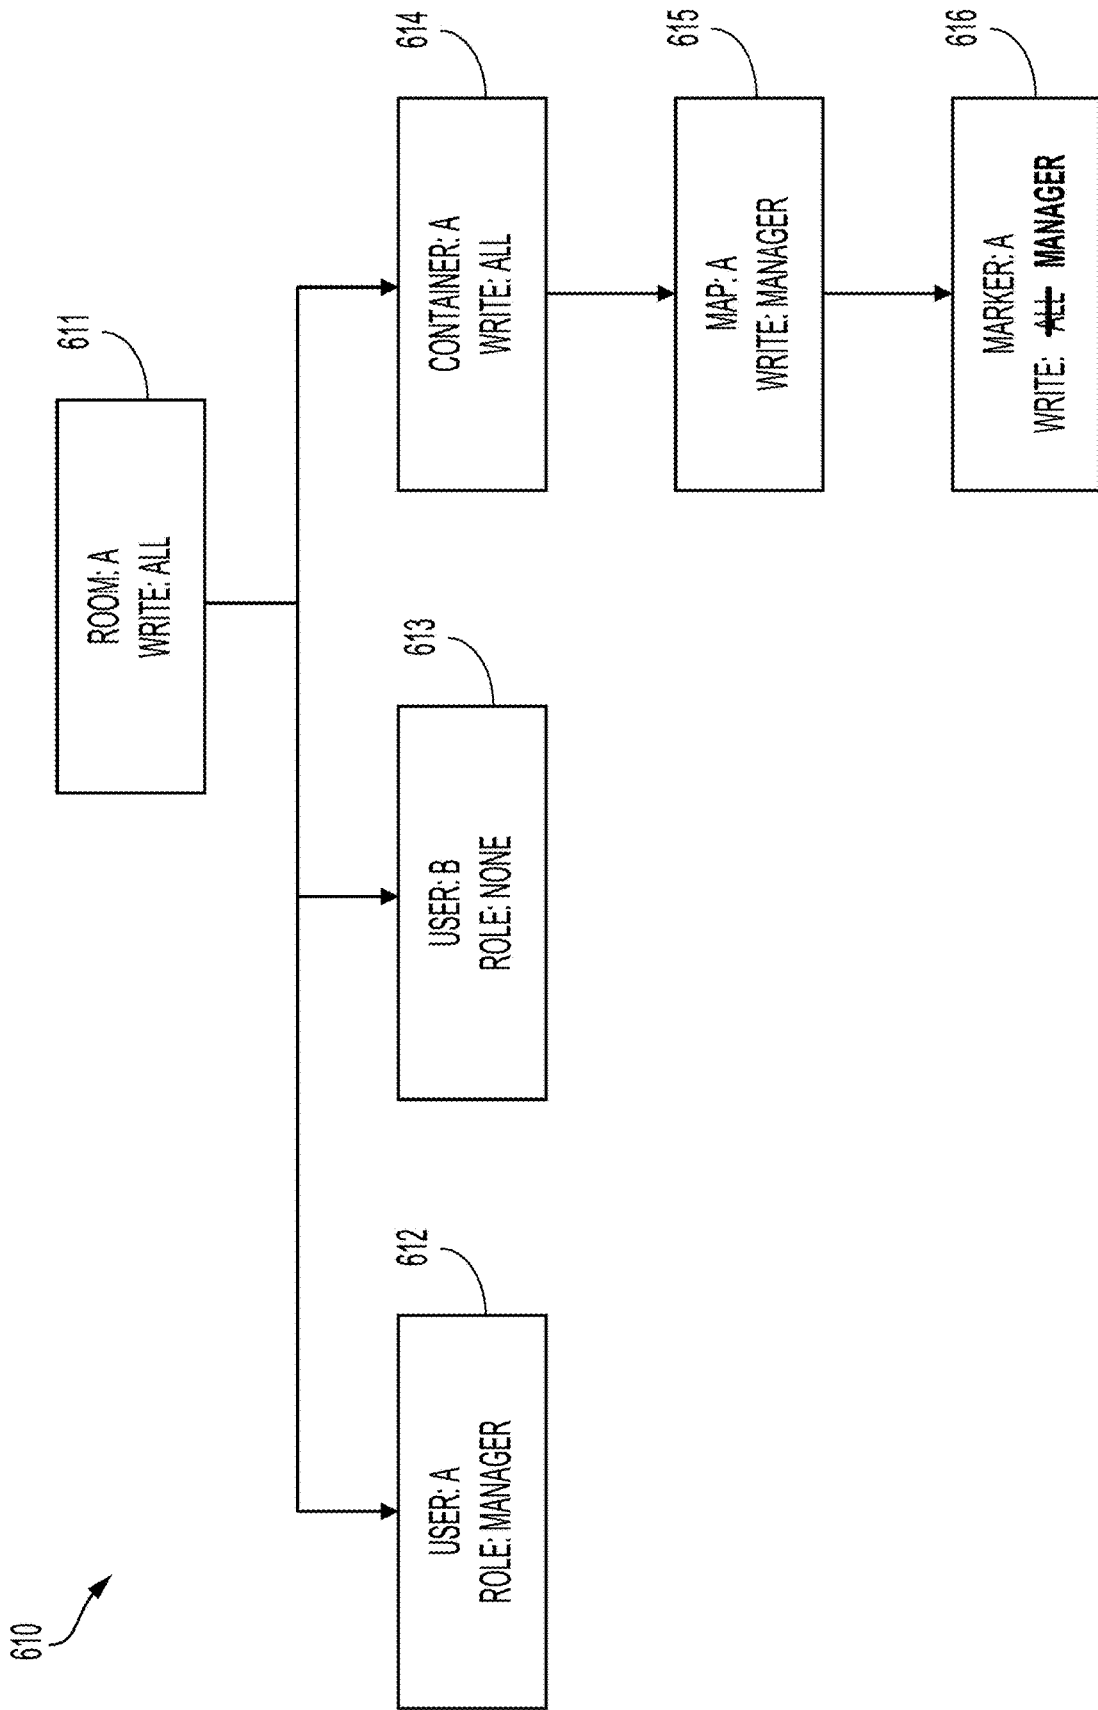 610
611
ROOM: A
WRITE: ALL
612
USER: A
ROLE: MANAGER
613
USER: B
ROLE: NONE
614
CONTAINER: A
WRITE: ALL
615
MAP: A
WRITE: MANAGER
616
MARKER: A
WRITE: ALL MANAGER